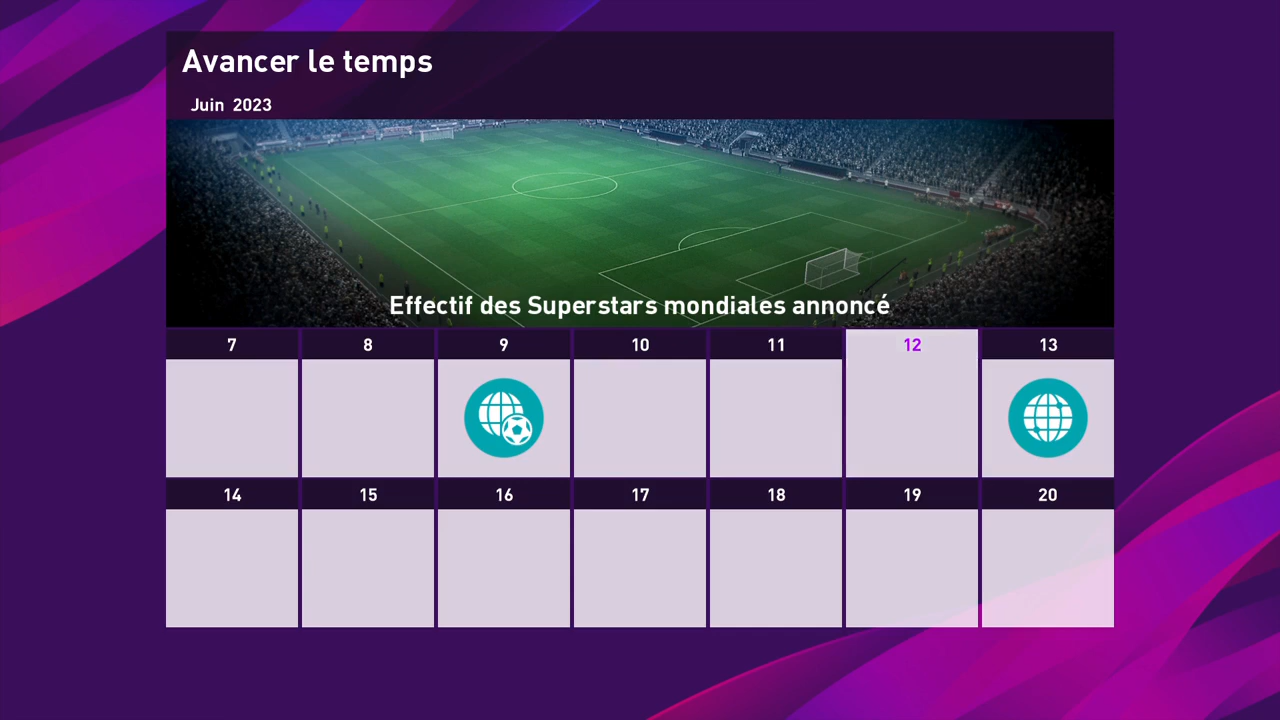 Avancer le temps
Juin 2023
Effectif des Superstars mondiales annoncé
7 8 9 10 11 12 13
14 15 16 17 18 19 20